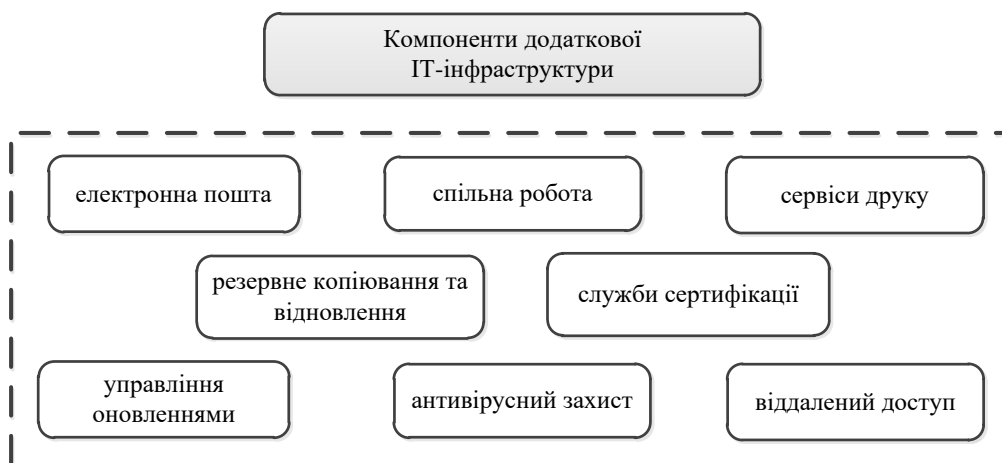 Компоненти додаткової
ІТ-інфраструктури
електронна пошта
спільна робота
сервіси друку
резервне копіювання та
відновлення
служби сертифікації
управління
оновленнями
антивірусний захист
віддалений доступ